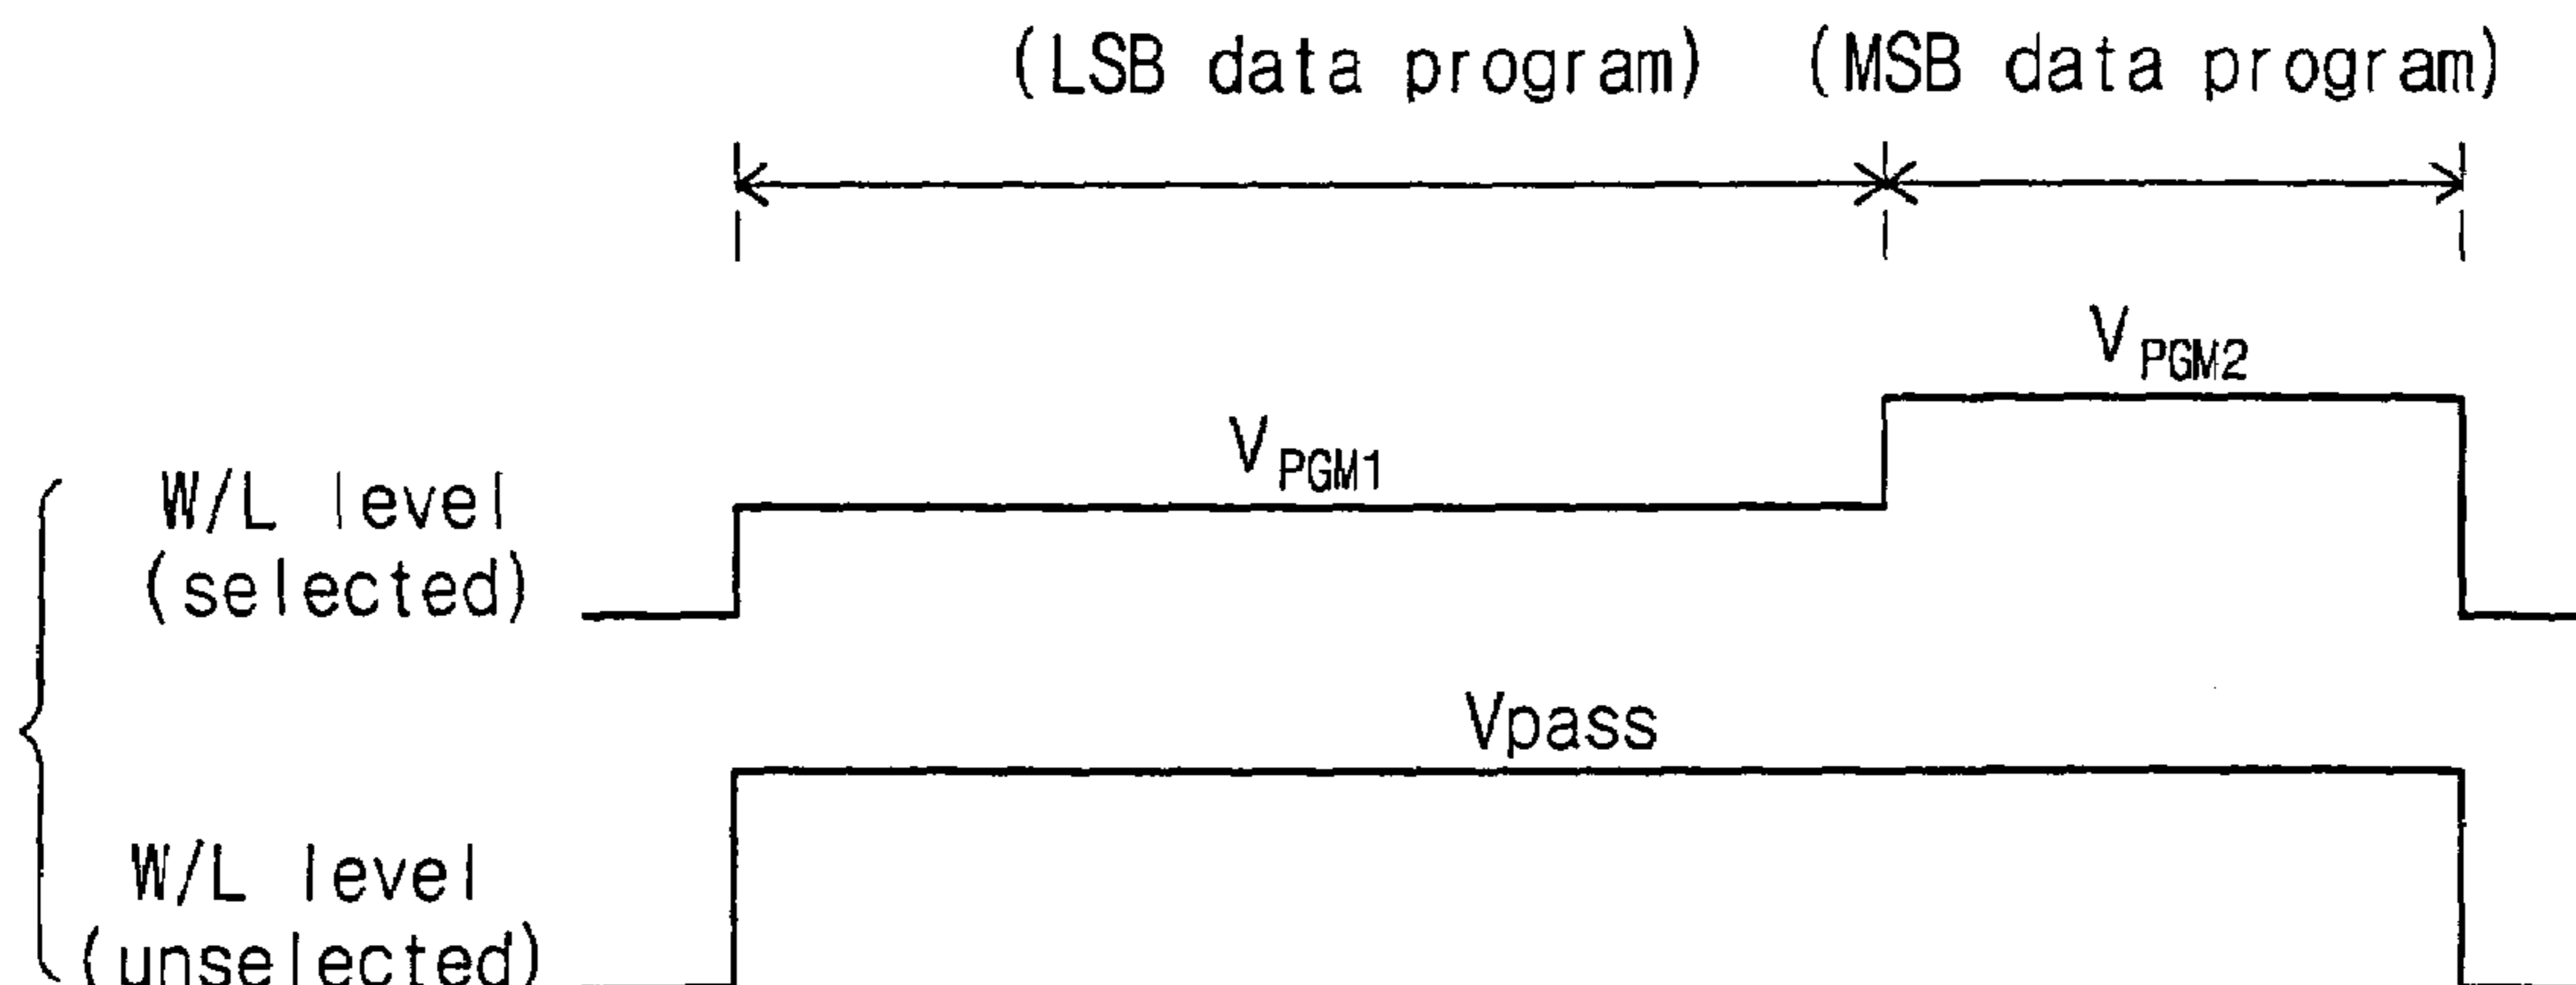 (LSB data program) (MSB data program)
VPGM2
VPGM1
W/L level
(selected)
Vpass
W/L level
(unselected)